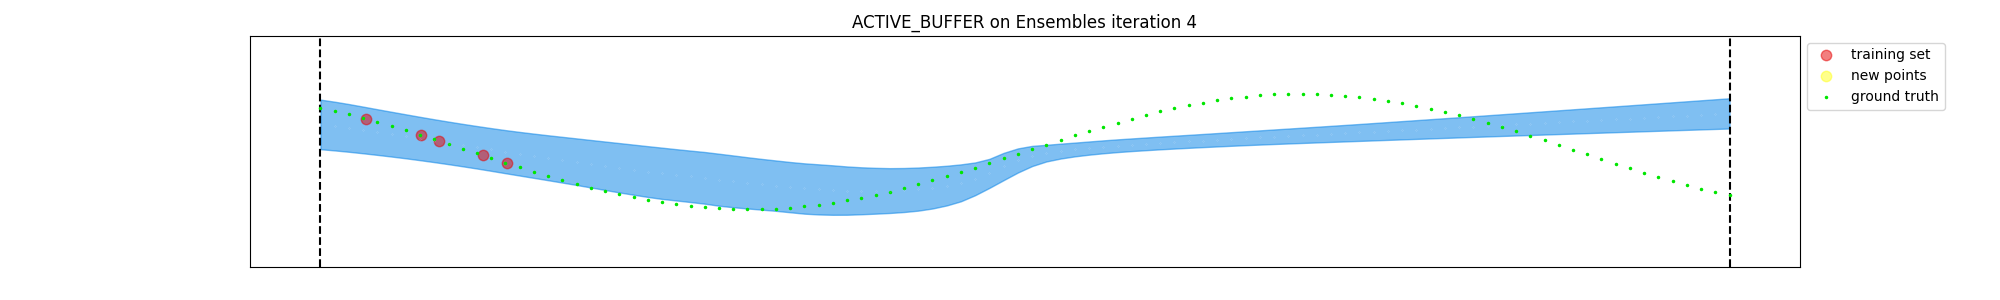 ACTIVE_BUFFER on Ensembles iteration 4
training set
new points
ground truth